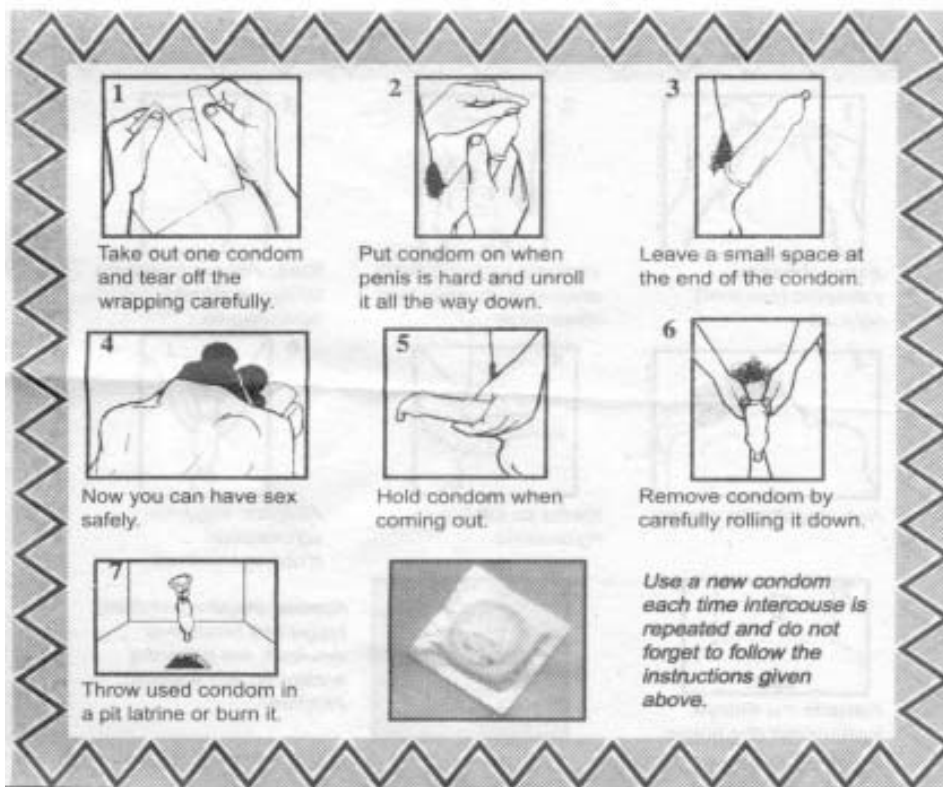 1
Take out one condom
and tear off the
wrapping carefully.
2
Put condom on when
penis is hard and unroll
it all the way down.
3
Leave a small space at
the end of the condom.
4
Now you can have sex
safely.
5
Hold condom when
coming out.
6
Remove condom by
carefully rolling it down.
7
Throw used condom in
a pit latrine or burn it.
Use a new condom
each time intercouse is
repeated and do not
forget to follow the
instructions given
above.